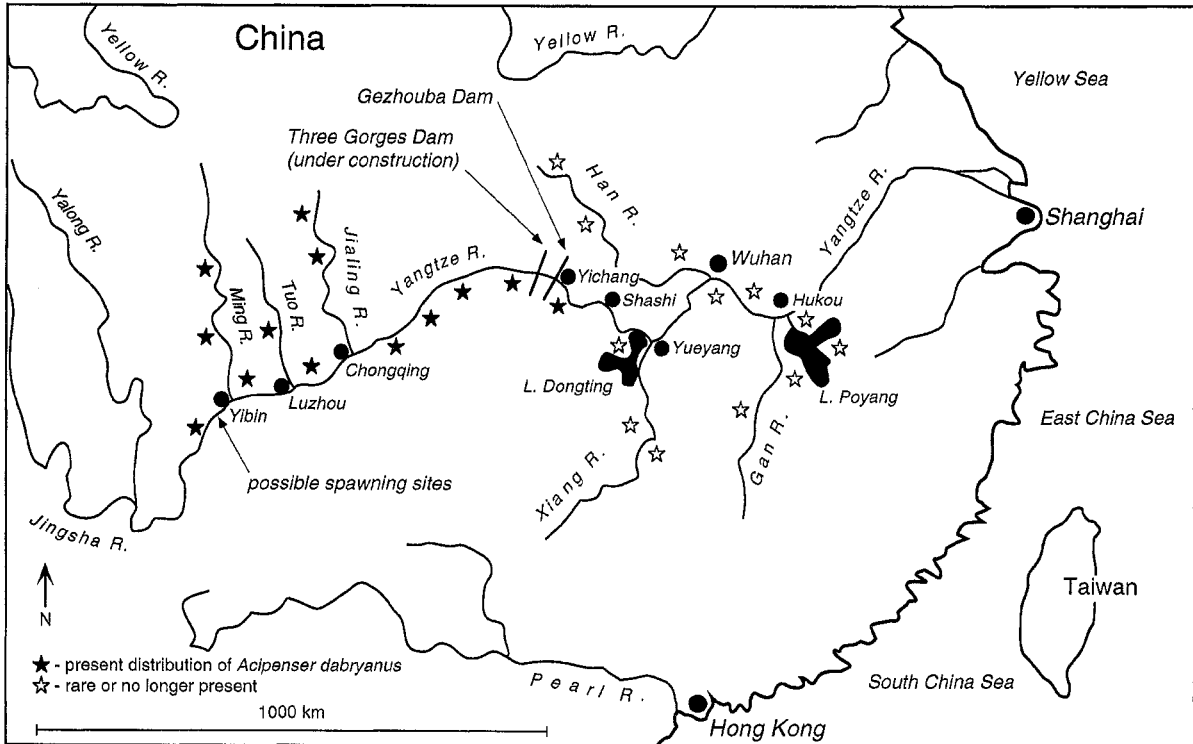 China
Yellow R.
Yellow R.
Yellow Sea
Gezhouba Dam
Three Gorges Dam
(under construction)
Yalong R.
Ming R.
Tuo R.
Jialing R.
Yangtze R.
Han R.
Yangtze R.
Shanghai
Wuhan
Yichang
Shashi
Hukou
Yueyang
Chongqing
L. Dongting
L. Poyang
Luzhou
Yibin
East China Sea
possible spawning sites
Xiang R.
Gan R.
Jingsha R.
N
Taiwan
- present distribution of Acipenser dabryanus
- rare or no longer present
Pearl R.
South China Sea
1000 km
Hong Kong